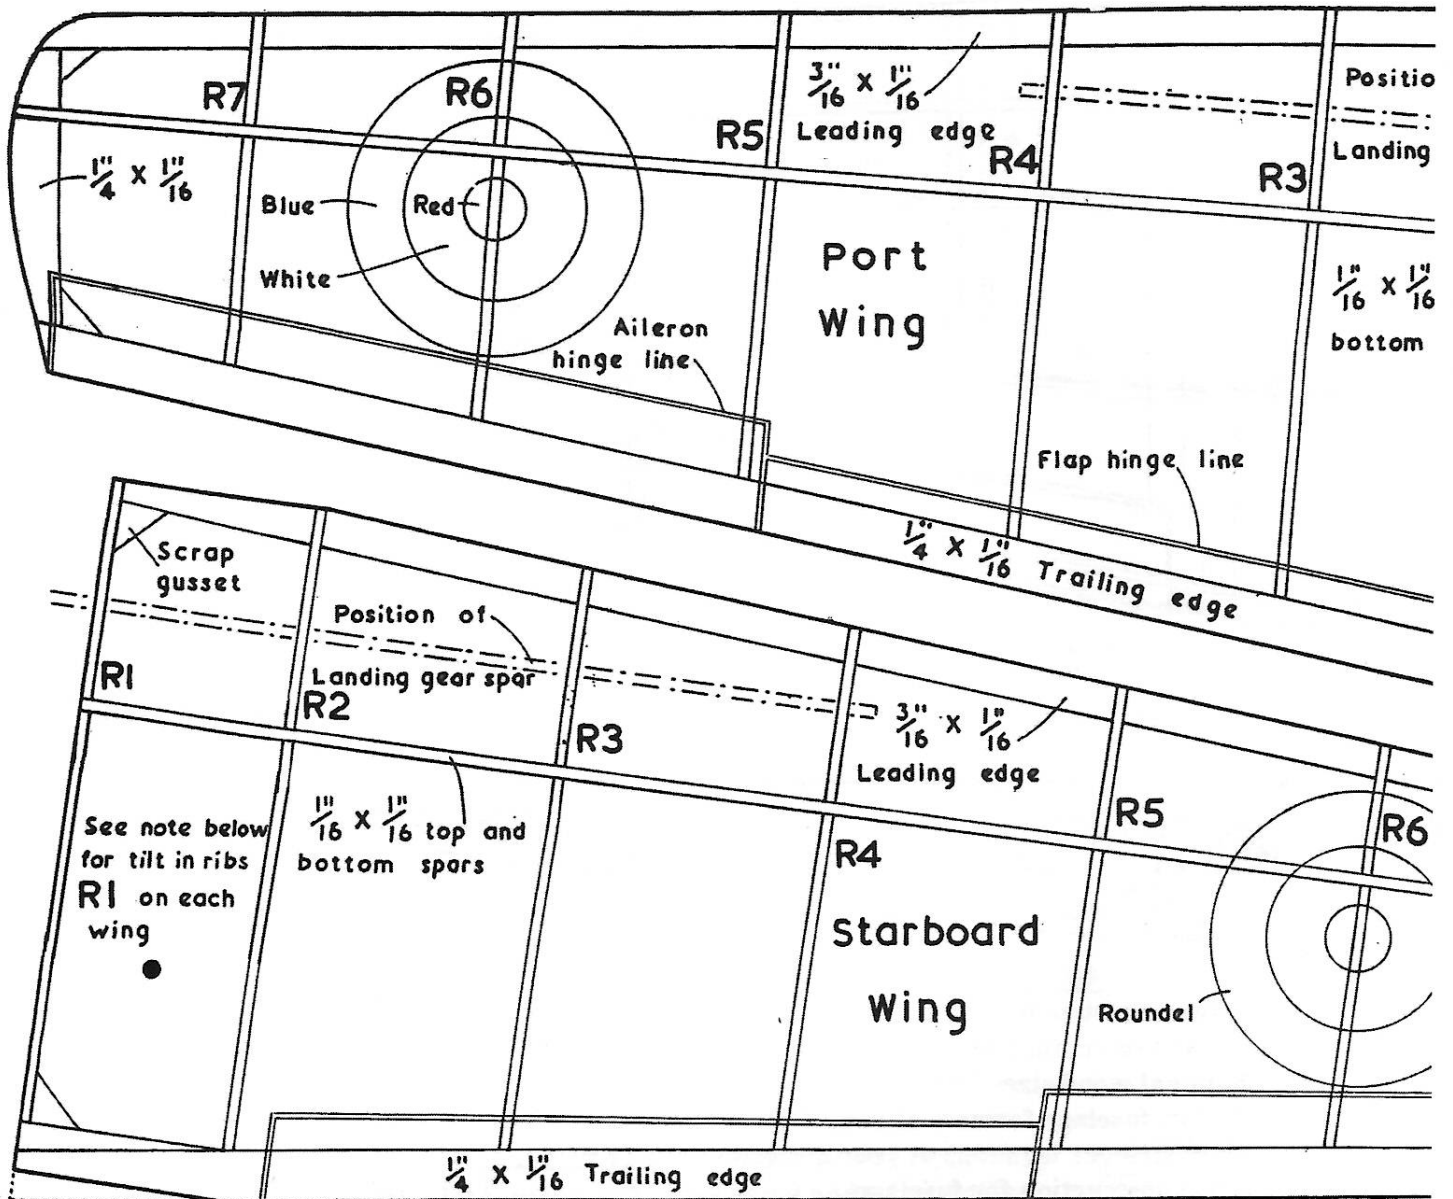 R7
R6
3/16" X 1/16"
Leading edge
R5
R4
Positio
Landing
R3
1/4" X 1/16"
Blue
Red
White
Port
Wing
1/16" X 1/16"
bottom
Aileron
hinge line
Flap hinge line
1/4" X 1/16" Trailing edge
Scrap
gusset
Position of
Landing gear spar
R1
R2
R3
3/16" X 1/16"
Leading edge
R5
R6
1/16" X 1/16" top and
bottom spars
R4
See note below
for tilt in ribs
R1 on each
wing
Starboard
Wing
Roundel
1/4" X 1/16" Trailing edge